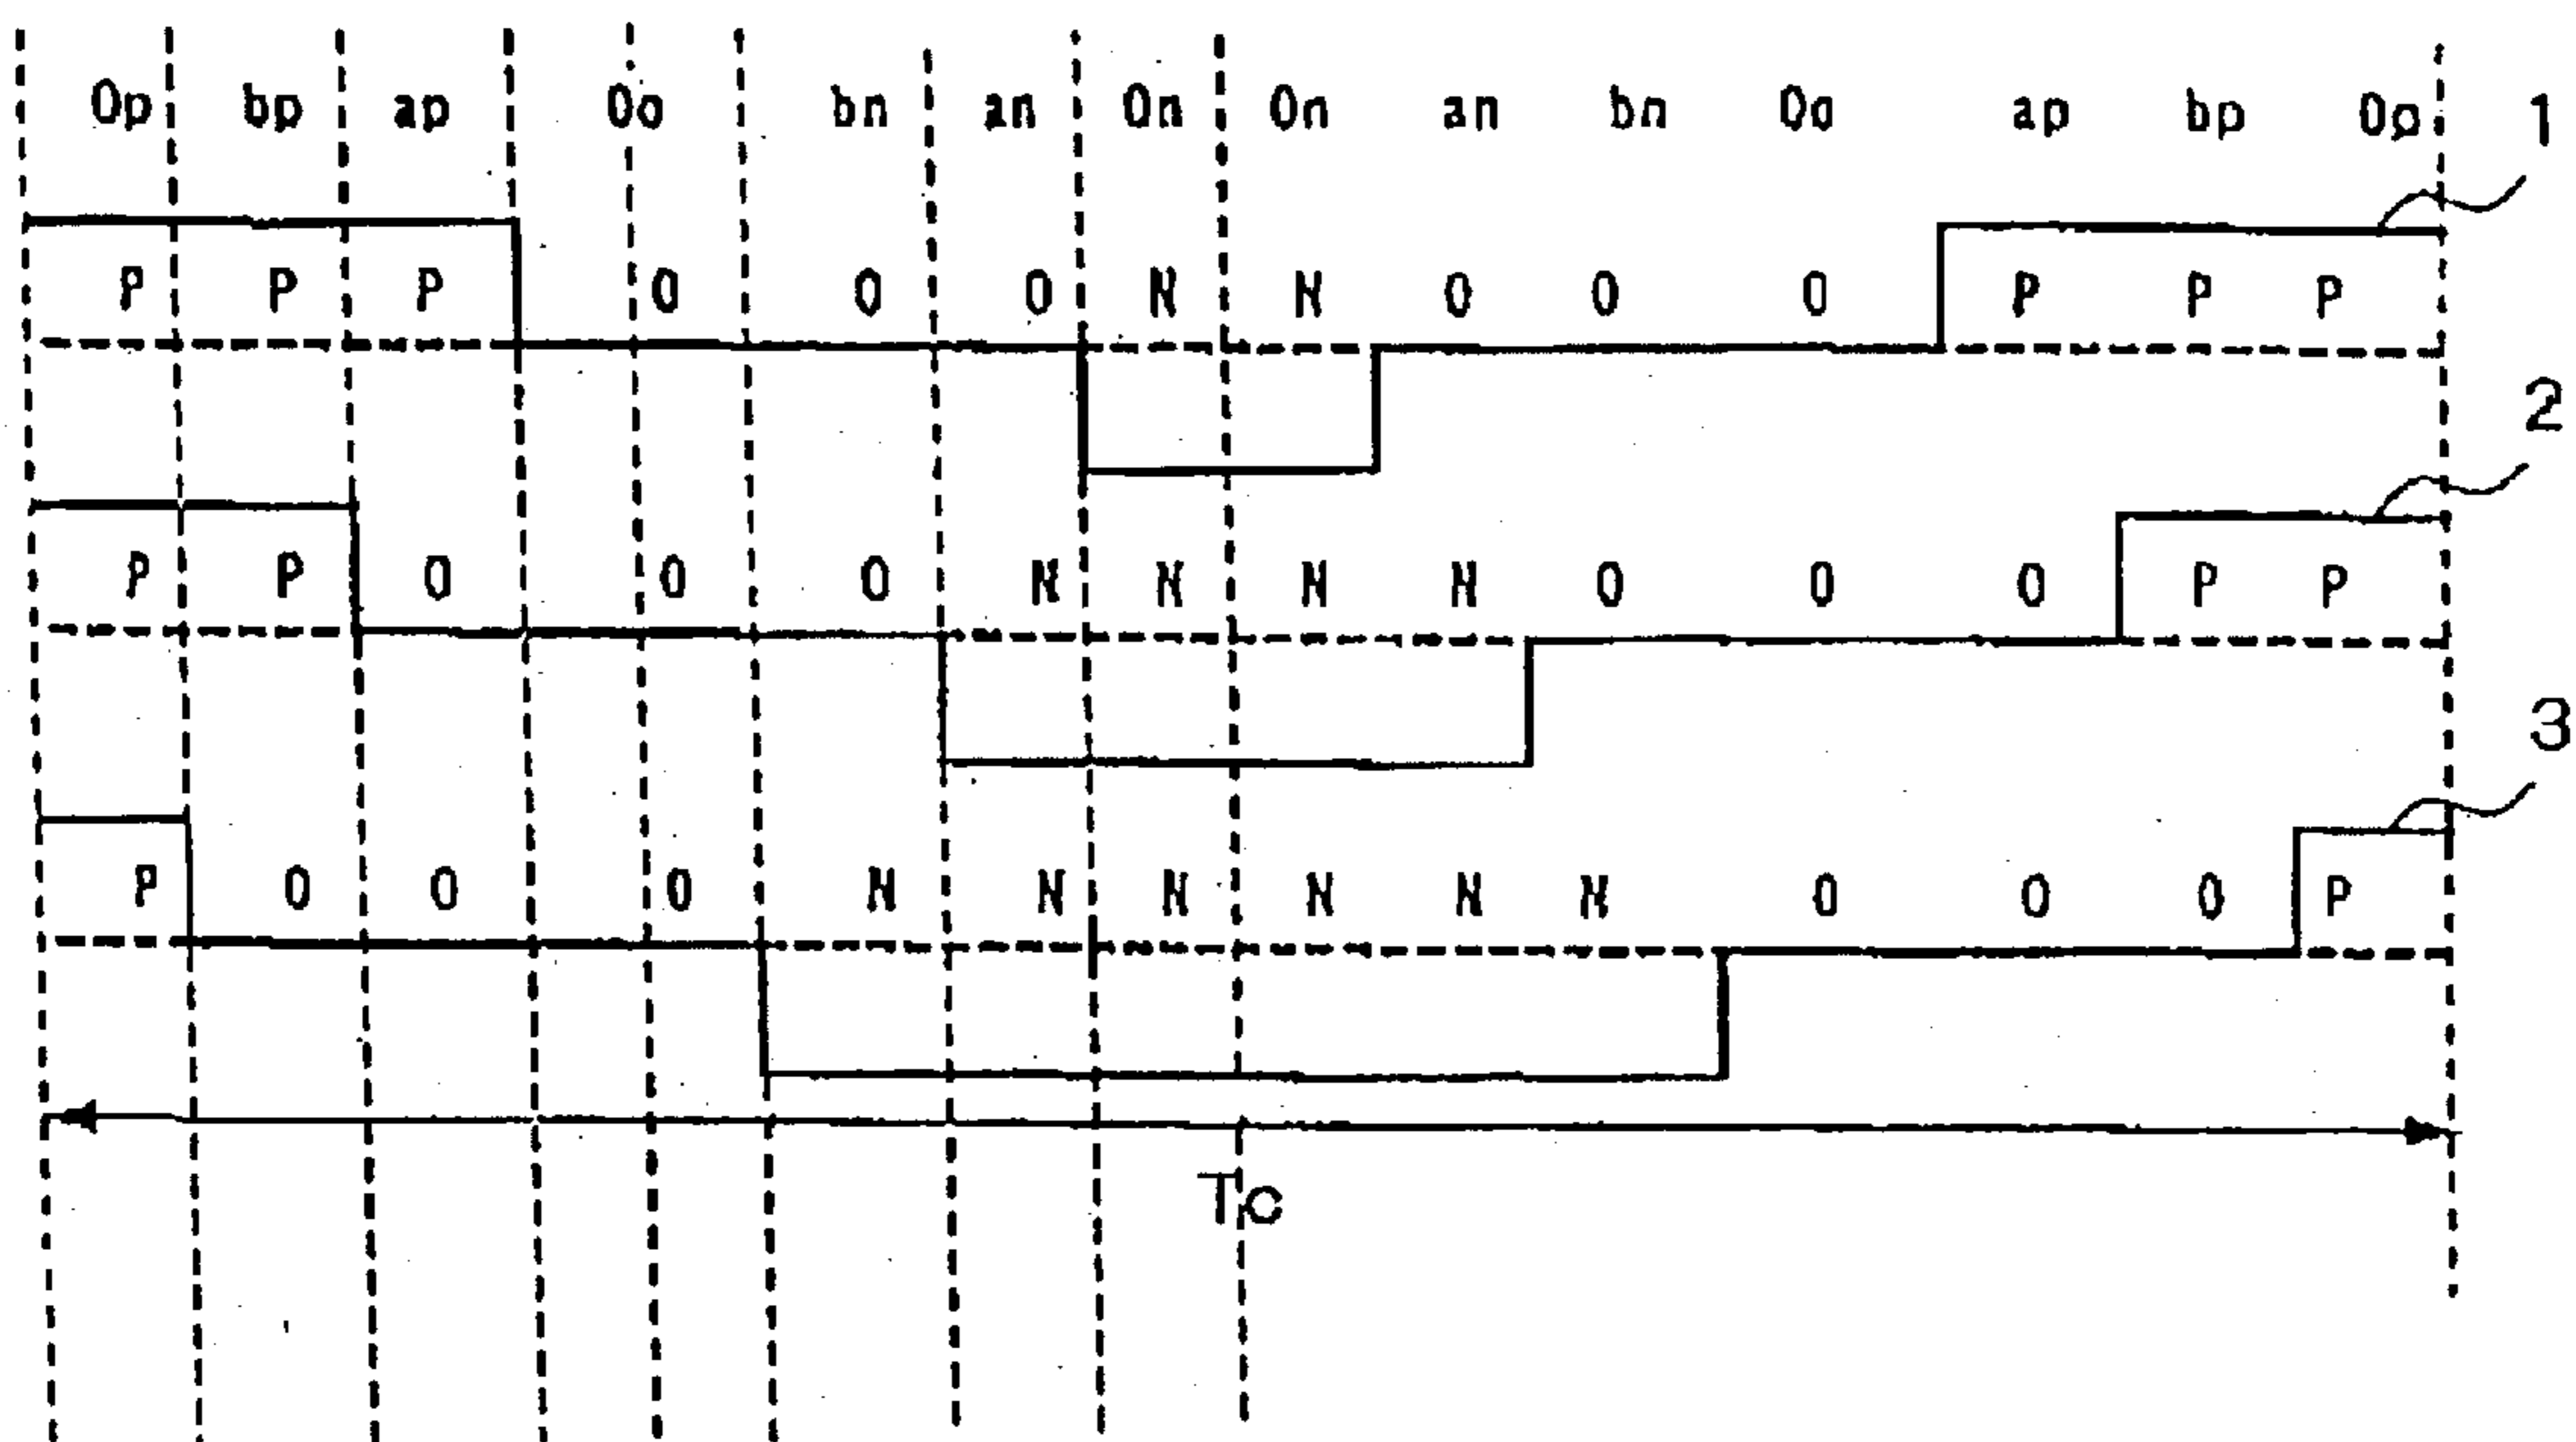 Op bp ap Oo bn an On On an bn Oo ap bp Op 1
P P P O O O N N O O O P P P
2
P P O O O N N N N O O O P P
3
P O O O N N N N N N O O O P
Tc